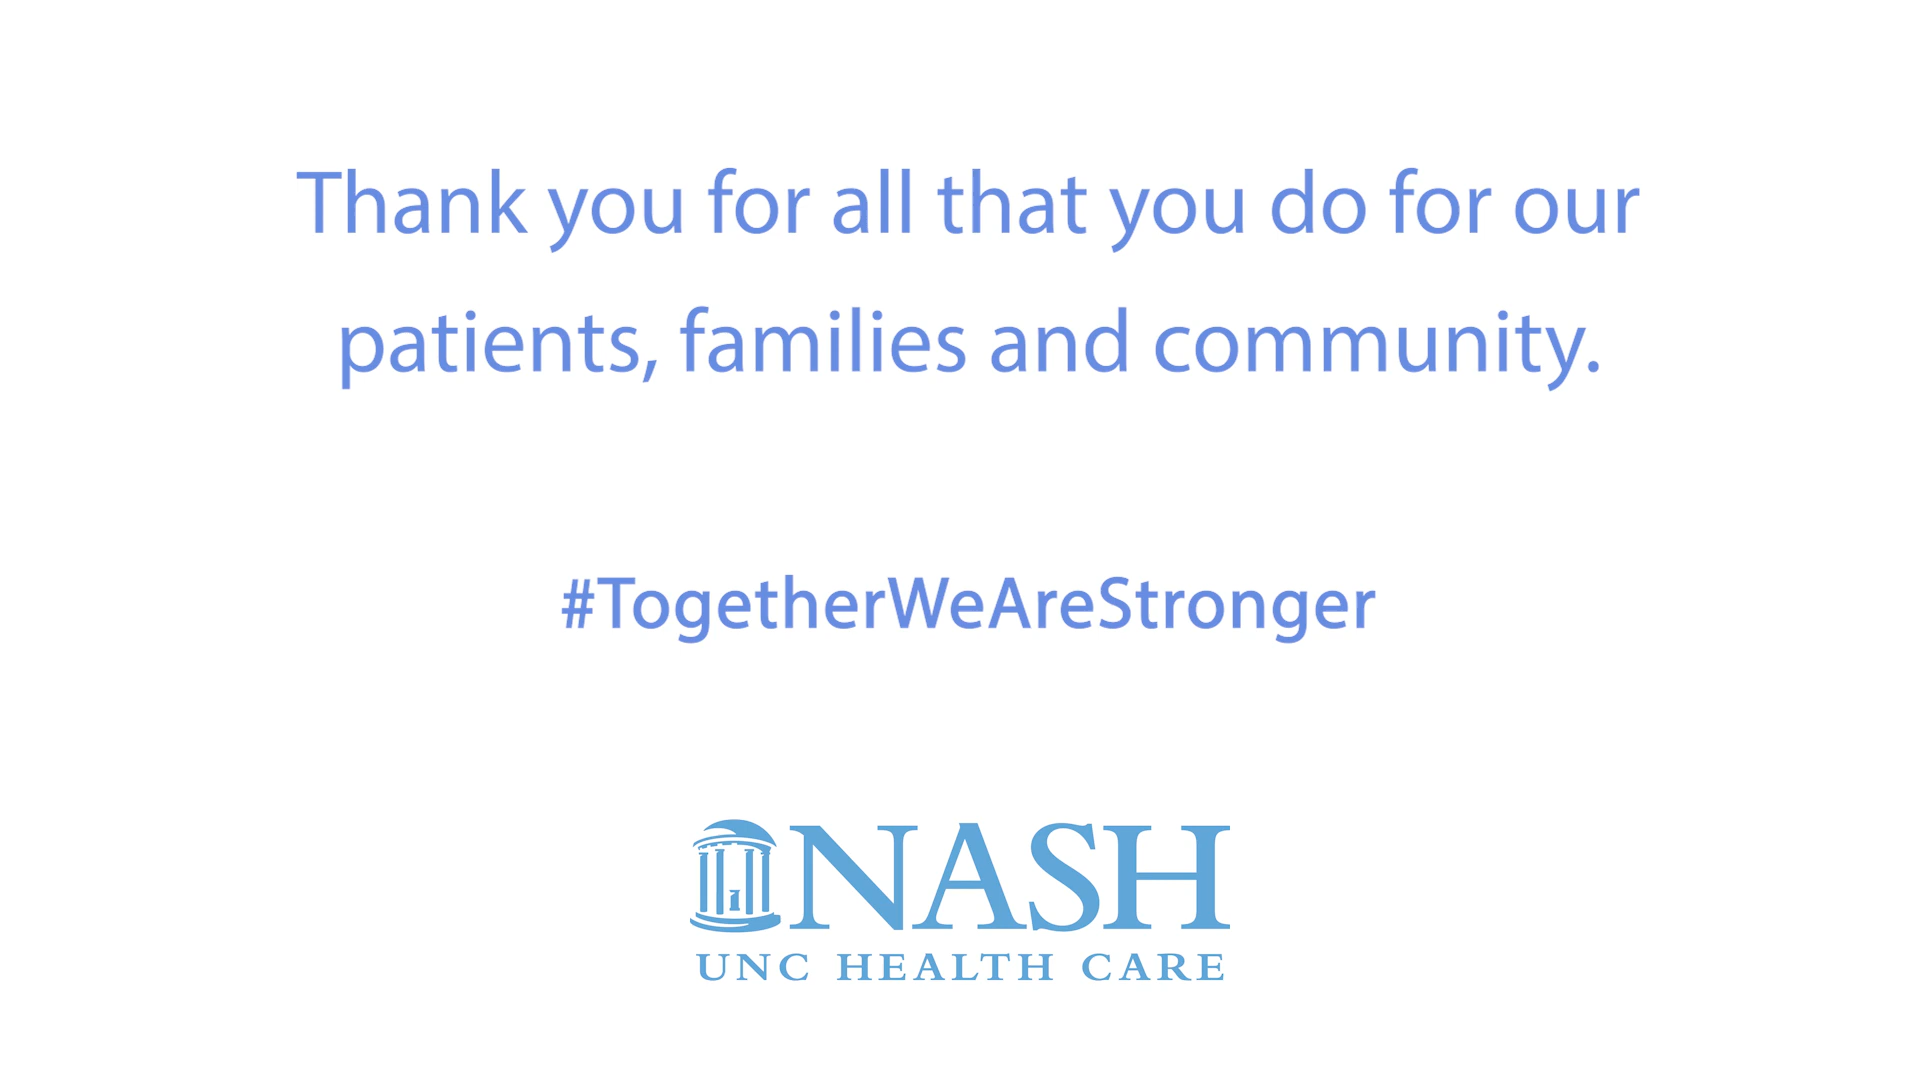 Thank you for all that you do for our
patients, families and community.
#TogetherWeAreStronger
NASH
UNC HEALTH CARE